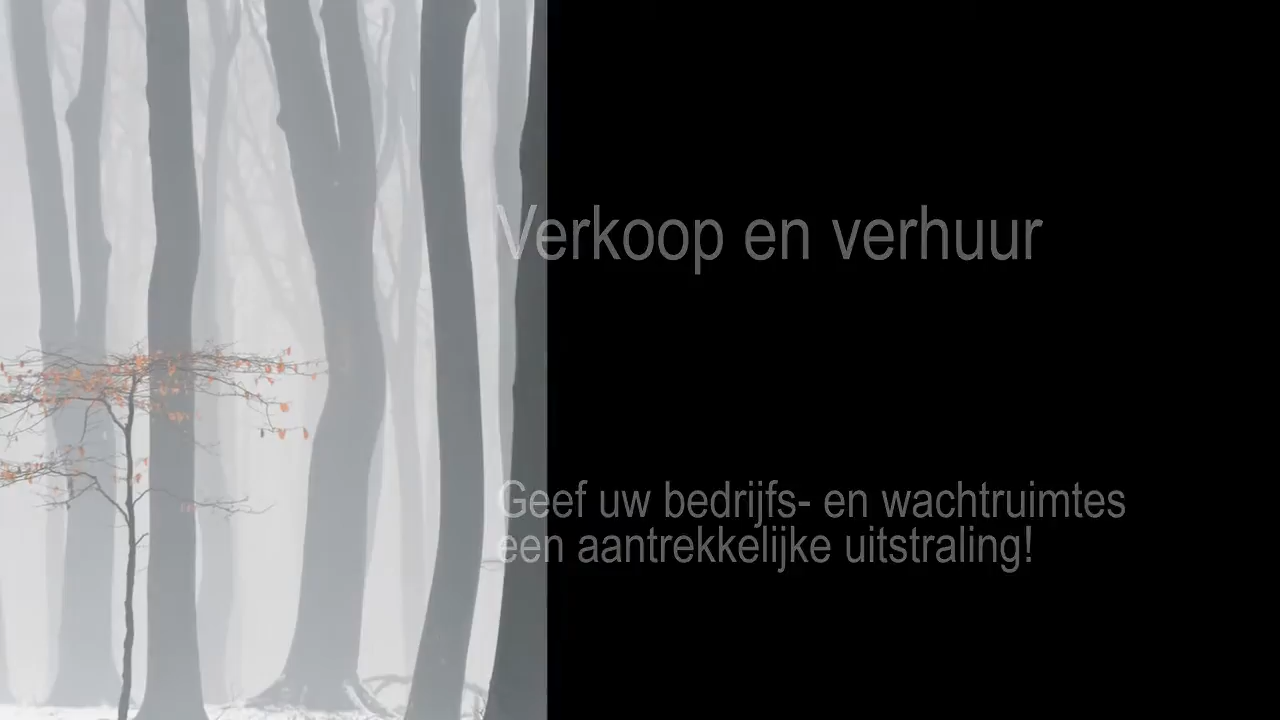 Verkoop en verhuur
Geef uw bedrijfs- en wachtruimtes
een aantrekkelijke uitstraling!